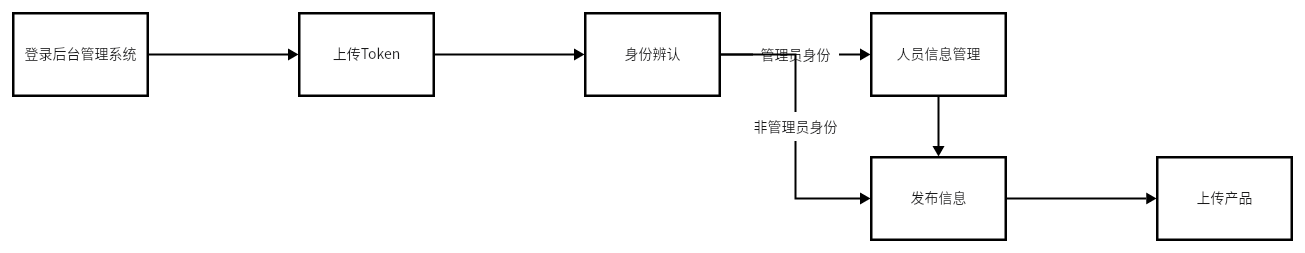 登录后台管理系统
上传Token
身份辨认
管理员身份
人员信息管理
非管理员身份
发布信息
上传产品